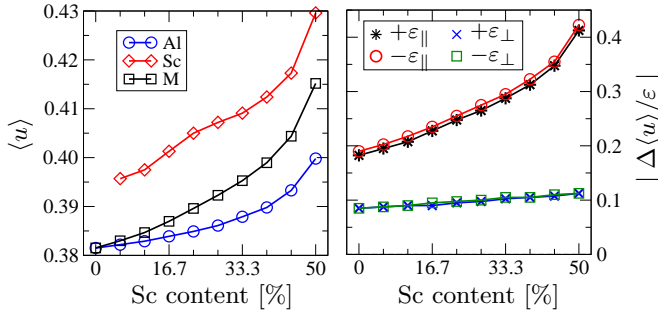 0.43
0.42
0.41
0.40
0.39
0.38
⟨u⟩
Al
Sc
M
0 16.7 33.3 50
Sc content [%]
+ε∥ +ε⊥
−ε∥ −ε⊥
0.4
0.3
0.2
0.1
0
| Δ⟨u⟩/ε |
0 16.7 33.3 50
Sc content [%]